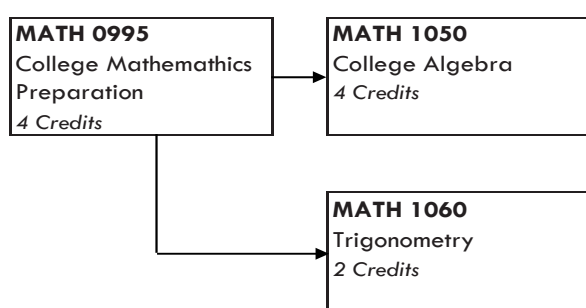 MATH 0995
College Mathemathics
Preparation
4 Credits
MATH 1050
College Algebra
4 Credits
MATH 1060
Trigonometry
2 Credits